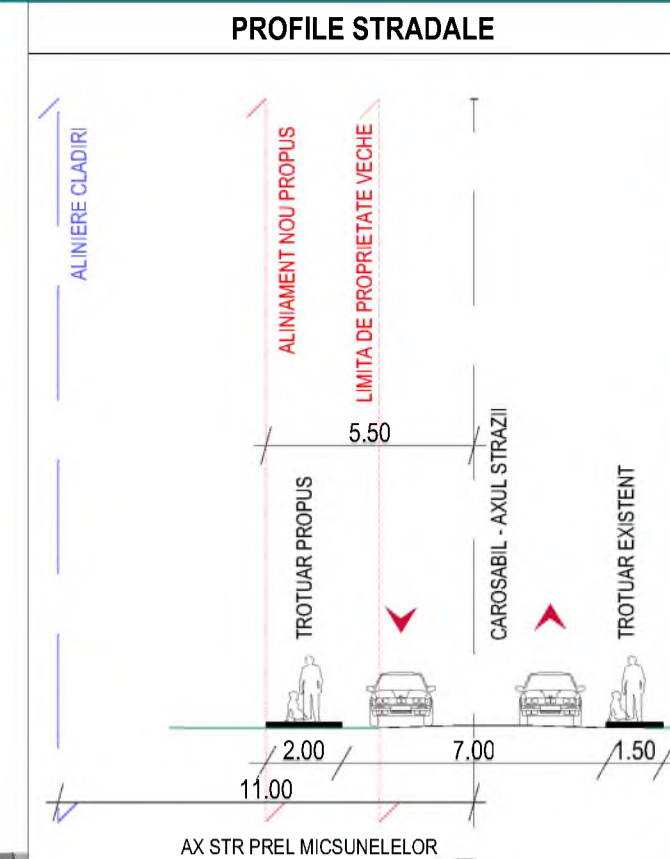 PROFILE STRADALE
ALINIERE CLADIRI
ALINIAMENT NOU PROPUS
LIMITA DE PROPRIETATE VECHE
5.50
TROTUAR PROPUS
CAROSABIL - AXUL STRAZII
TROTUAR EXISTENT
2.00
7.00
1.50
11.00
AX STR PREL MICSUNELELOR